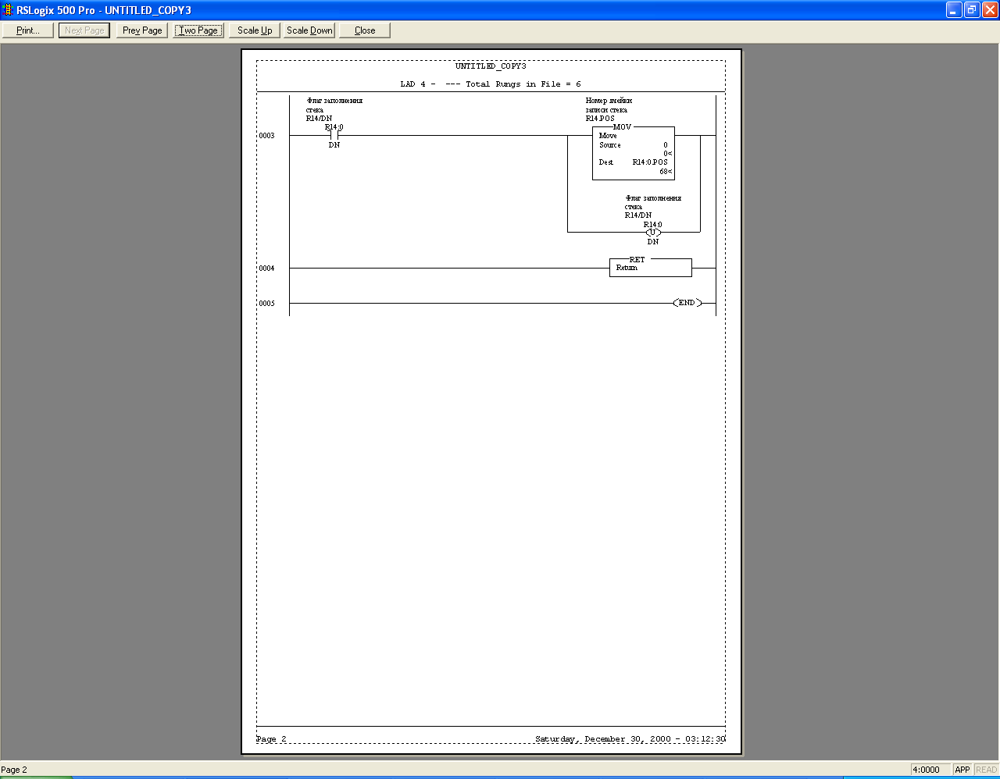 RSLogix 500 Pro - UNTITLED_COPY3
Print... Next Page Prev Page Two Page Scale Up Scale Down Close
UNTITLED_COPY3
LAD 4 - --- Total Rungs in File = 6
Флаг заполнения
стека
R14/DN
R14:0
DN
0003
Номер ячейки
записи стека
R14.POS
MOV
Move
Source 0
0<
Dest R14:0.POS
68<
Флаг заполнения
стека
R14/DN
R14:0
U
DN
RET
0004 Return
0005 END
Page 2 Saturday, December 30, 2000 - 03:12:30
Page 2 4:0000 APP READ